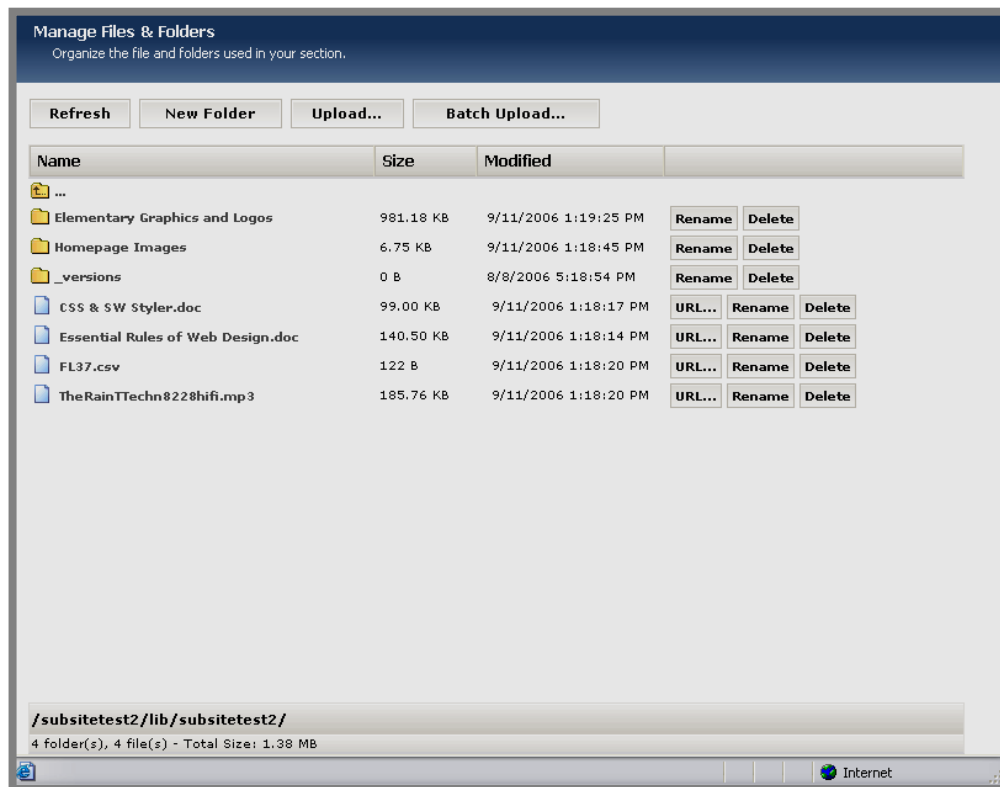 Manage Files & Folders
Organize the file and folders used in your section.
Refresh New Folder Upload... Batch Upload...
Name Size Modified
...
Elementary Graphics and Logos 981.18 KB 9/11/2006 1:19:25 PM Rename Delete
Homepage Images 6.75 KB 9/11/2006 1:18:45 PM Rename Delete
_versions 0 B 8/8/2006 5:18:54 PM Rename Delete
CSS & SW Styler.doc 99.00 KB 9/11/2006 1:18:17 PM URL... Rename Delete
Essential Rules of Web Design.doc 140.50 KB 9/11/2006 1:18:14 PM URL... Rename Delete
FL37.csv 122 B 9/11/2006 1:18:20 PM URL... Rename Delete
TheRainTTechn8228hifi.mp3 185.76 KB 9/11/2006 1:18:20 PM URL... Rename Delete
/subsitetest2/lib/subsitetest2/
4 folder(s), 4 file(s) - Total Size: 1.38 MB
Internet